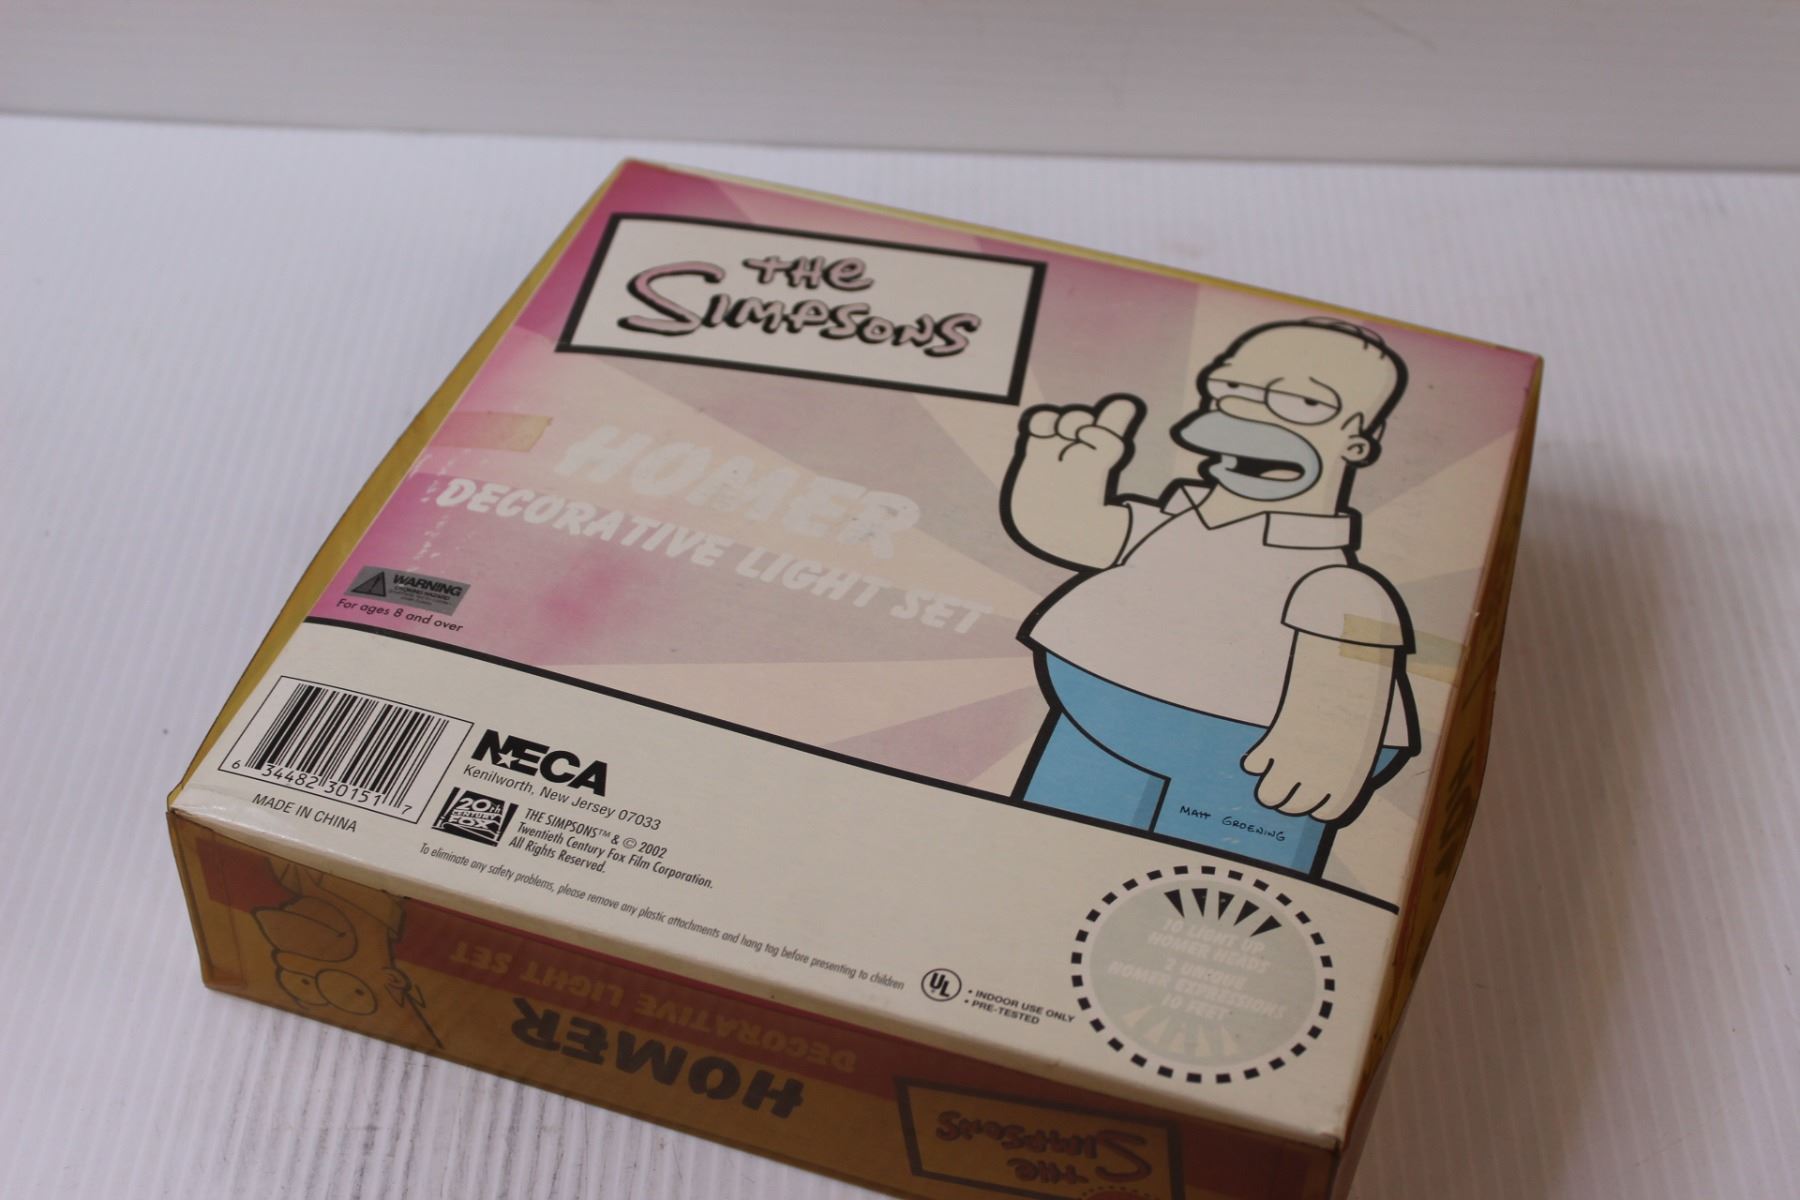 THE
SIMPSONS
HOMER
DECORATIVE LIGHT SET
WARNING
For ages 8 and over
6 34482 30151 7
MADE IN CHINA
NECA
Kenilworth, New Jersey 07033
20th
CENTURY
FOX
THE SIMPSONS™ & © 2002
Twentieth Century Fox Film Corporation.
All Rights Reserved.
To eliminate any safety problems, please remove any plastic attachments and hang tag before presenting to children
UL
• INDOOR USE ONLY
• PRE-TESTED
MATT GROENING
10 LIGHT UP
HOMER HEADS
2 UNIQUE
HOMER EXPRESSIONS
10 FEET
HOMER
DECORATIVE LIGHT SET
THE
SIMPSONS